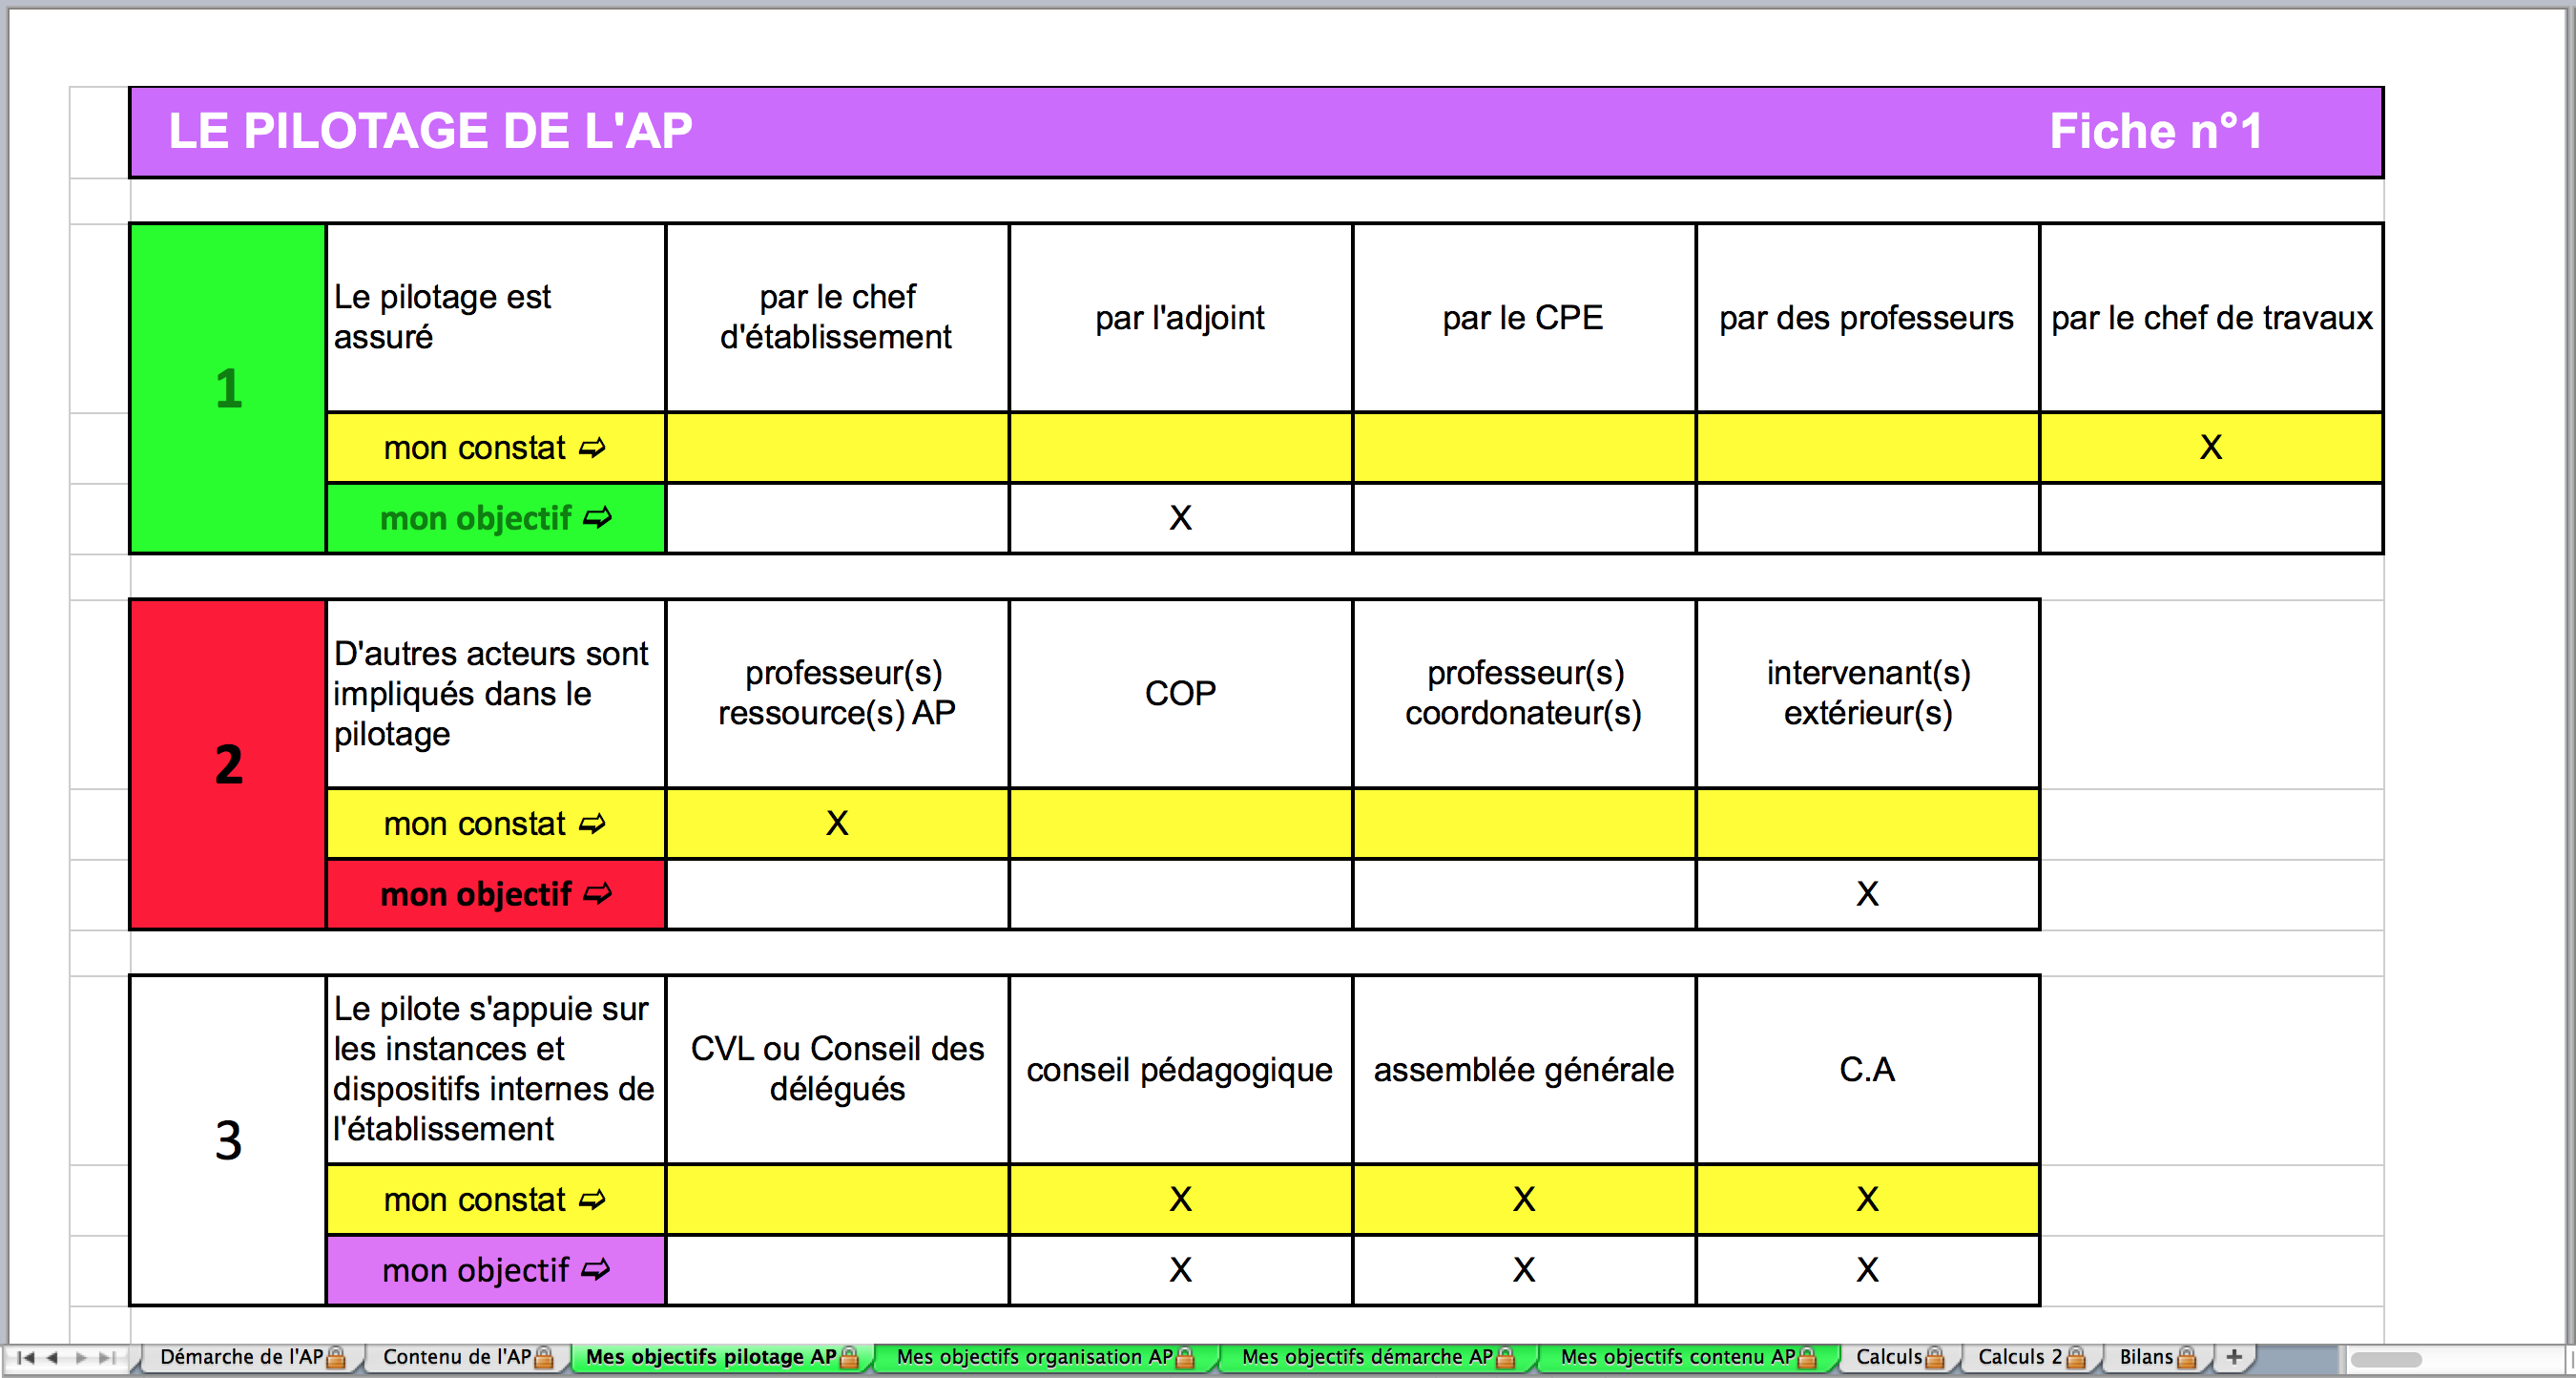 LE PILOTAGE DE L'AP Fiche n°1
1
Le pilotage est
assuré
par le chef
d'établissement
par l'adjoint
par le CPE
par des professeurs
par le chef de travaux
mon constat ➩ X
mon objectif ➩ X
2
D'autres acteurs sont
impliqués dans le
pilotage
professeur(s)
ressource(s) AP
COP
professeur(s)
coordonateur(s)
intervenant(s)
extérieur(s)
mon constat ➩ X
mon objectif ➩ X
3
Le pilote s'appuie sur
les instances et
dispositifs internes de
l'établissement
CVL ou Conseil des
délégués
conseil pédagogique
assemblée générale
C.A
mon constat ➩ X X X
mon objectif ➩ X X X
Démarche de l'AP Contenu de l'AP Mes objectifs pilotage AP Mes objectifs organisation AP Mes objectifs démarche AP Mes objectifs contenu AP Calculs Calculs 2 Bilans +